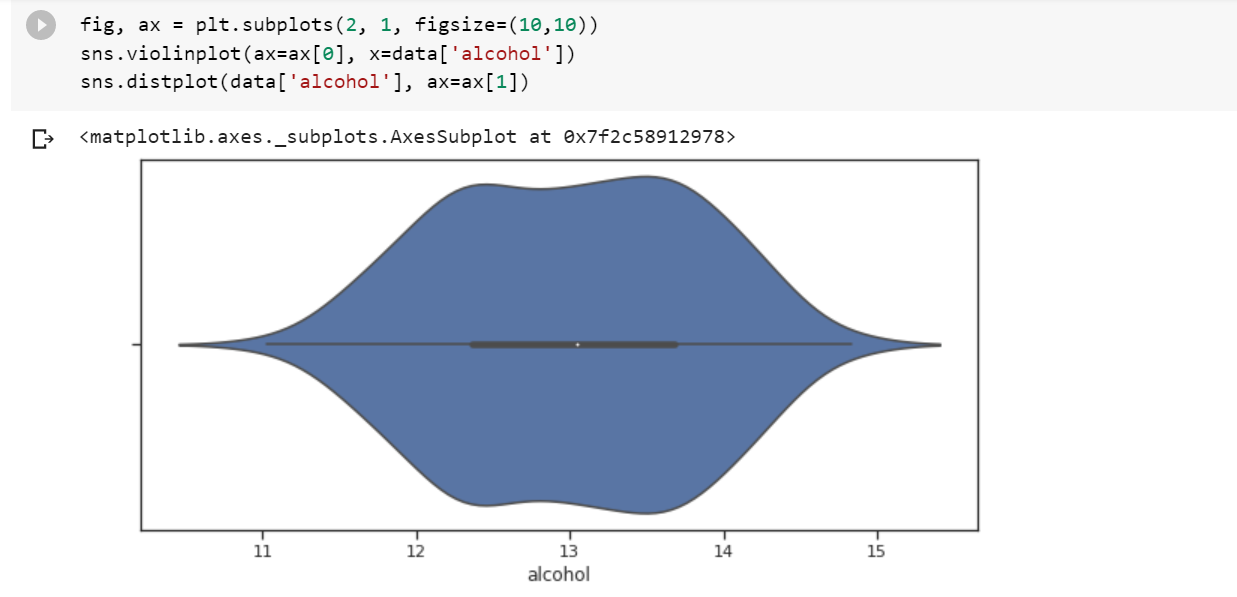 fig, ax = plt.subplots(2, 1, figsize=(10,10))
sns.violinplot(ax=ax[0], x=data['alcohol'])
sns.distplot(data['alcohol'], ax=ax[1])
<matplotlib.axes._subplots.AxesSubplot at 0x7f2c58912978>
11 12 13 14 15
alcohol